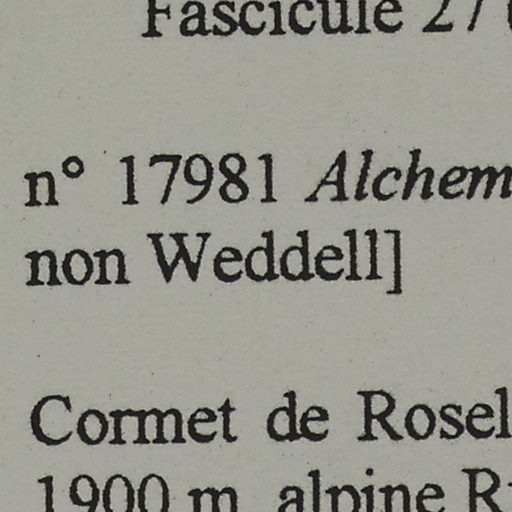 Fascicule 27
n° 17981 Alchem
non Weddell]
Cormet de Rosel
1900 m, alpine R